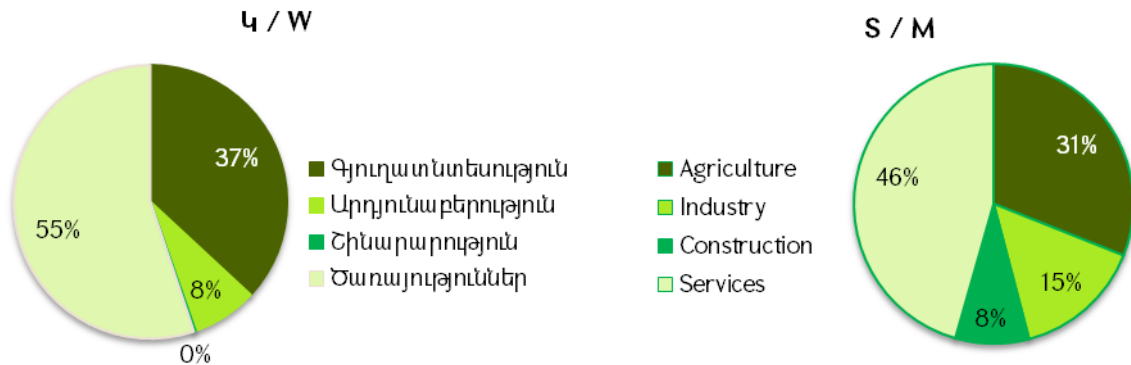 Կ / W
37%
55%
8%
0%
Գյուղատնտեսություն
Արդյունաբերություն
Շինարարություն
Ծառայություններ
Տ / M
Agriculture
Industry
Construction
Services
31%
46%
15%
8%